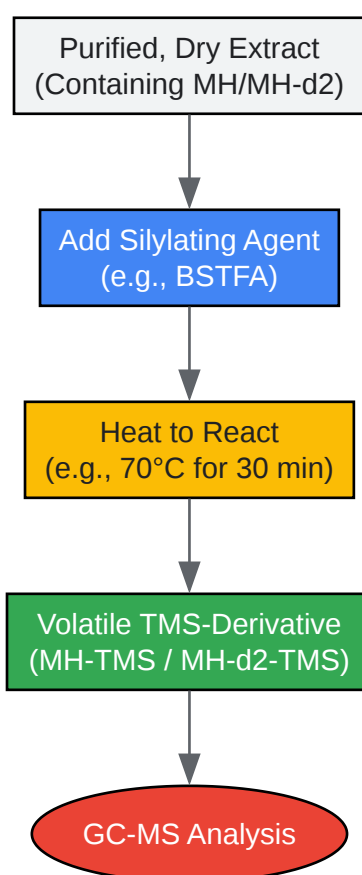 Purified, Dry Extract
(Containing MH/MH-d2)
Add Silylating Agent
(e.g., BSTFA)
Heat to React
(e.g., 70°C for 30 min)
Volatile TMS-Derivative
(MH-TMS / MH-d2-TMS)
GC-MS Analysis